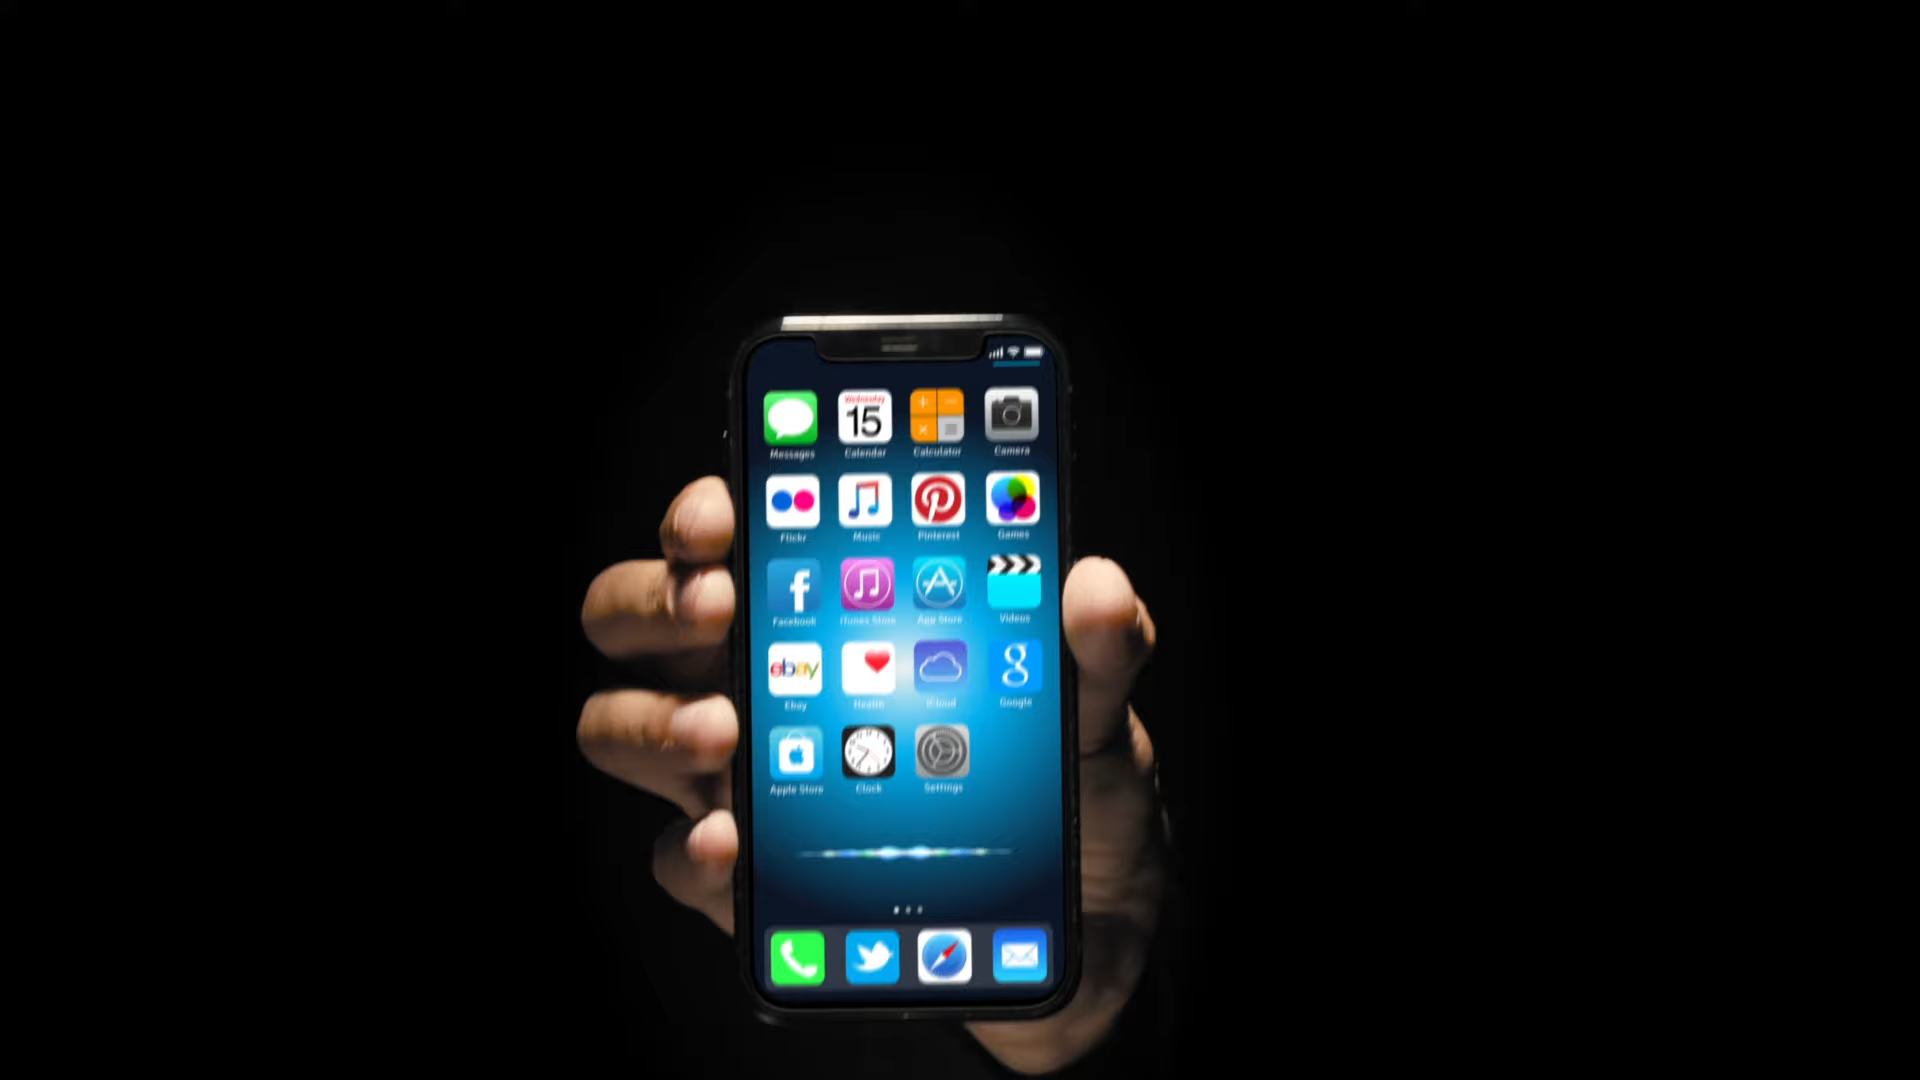 Wednesday
15
Messages Calendar Calculator Camera
Flickr Music Pinterest Games
Facebook iTunes Store App Store Videos
ebay
Ebay Health iCloud Google
Apple Store Clock Settings